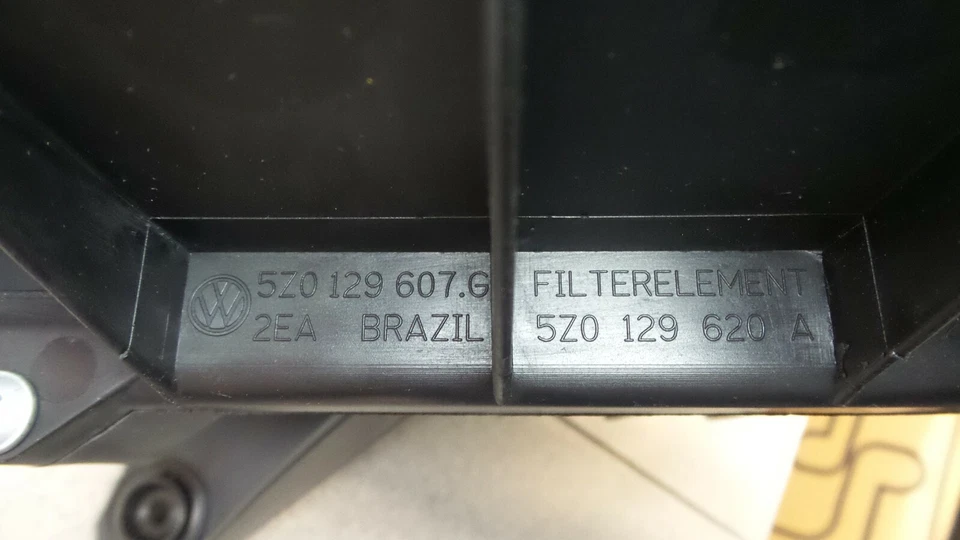 5Z0 129 607.G
2EA BRAZIL
FILTERELEMENT
5Z0 129 620 A